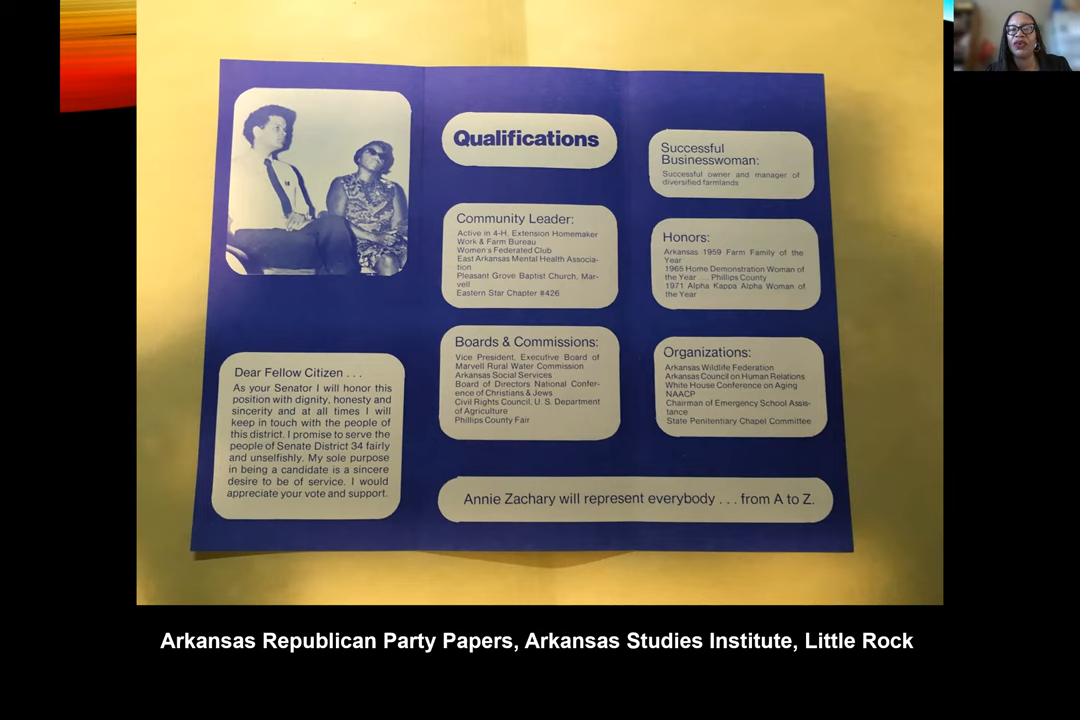 Dear Fellow Citizen . . .
As your Senator I will honor this
position with dignity, honesty and
sincerity and at all times I will
keep in touch with the people of
this district. I promise to serve the
people of Senate District 34 fairly
and unselfishly. My sole purpose
in being a candidate is a sincere
desire to be of service. I would
appreciate your vote and support.
Qualifications
Community Leader:
Active in 4-H, Extension Homemaker
Work & Farm Bureau
Women's Federated Club
East Arkansas Mental Health Associa-
tion
Pleasant Grove Baptist Church, Mar-
vell
Eastern Star Chapter #426
Boards & Commissions:
Vice President, Executive Board of
Marvell Rural Water Commission
Arkansas Social Services
Board of Directors National Confer-
ence of Christians & Jews
Civil Rights Council, U. S. Department
of Agriculture
Phillips County Fair
Successful
Businesswoman:
Successful owner and manager of
diversified farmlands
Honors:
Arkansas 1959 Farm Family of the
Year
1965 Home Demonstration Woman of
the Year . . . Phillips County
1971 Alpha Kappa Alpha Woman of
the Year
Organizations:
Arkansas Wildlife Federation
Arkansas Council on Human Relations
White House Conference on Aging
NAACP
Chairman of Emergency School Assis-
tance
State Penitentiary Chapel Committee
Annie Zachary will represent everybody . . . from A to Z.
Arkansas Republican Party Papers, Arkansas Studies Institute, Little Rock